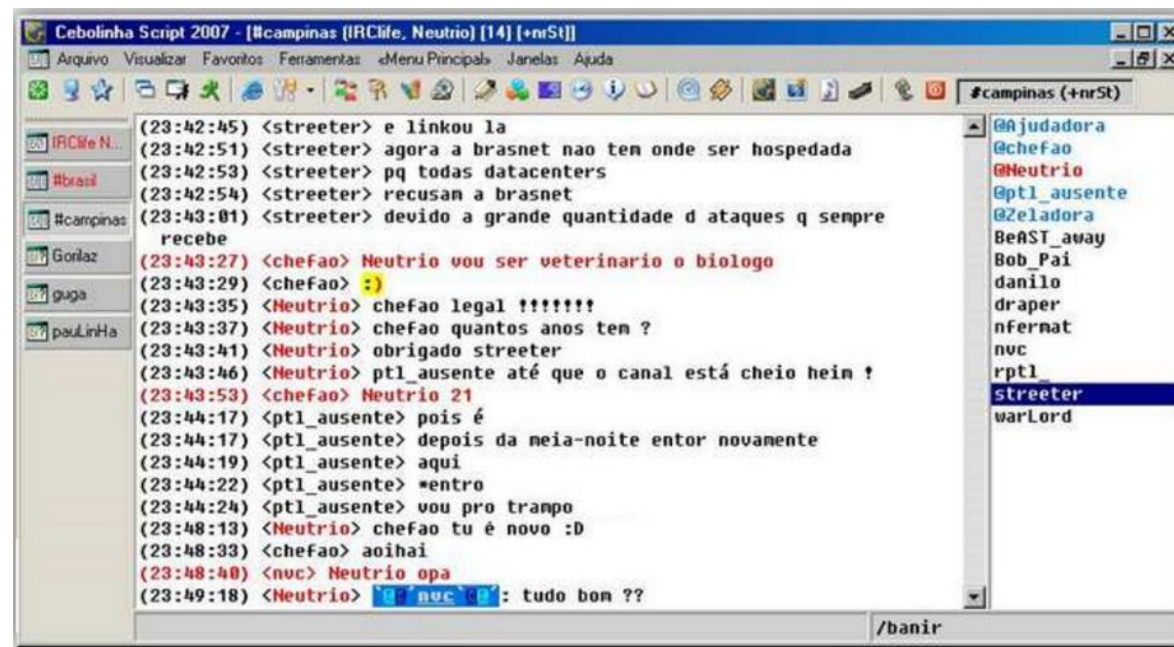 Cebolinha Script 2007 - [#campinas (IRClife, Neutrio) [14] [+nrSt]]
Arquivo Visualizar Favoritos Ferramentas «Menu Principal» Janelas Ajuda
#campinas (+nrSt)
IRClife N...
#brasil
#campinas
Gorilaz
guga
pauLinHa
(23:42:45) <streeter> e linkou la
(23:42:51) <streeter> agora a brasnet nao tem onde ser hospedada
(23:42:53) <streeter> pq todas datacenters
(23:42:54) <streeter> recusam a brasnet
(23:43:01) <streeter> devido a grande quantidade d ataques q sempre
recebe
(23:43:27) <chefao> Neutrio vou ser veterinario o biologo
(23:43:29) <chefao> :)
(23:43:35) <Neutrio> chefao legal !!!!!!!
(23:43:37) <Neutrio> chefao quantos anos tem ?
(23:43:41) <Neutrio> obrigado streeter
(23:43:46) <Neutrio> ptl_ausente até que o canal está cheio heim !
(23:43:53) <chefao> Neutrio 21
(23:44:17) <ptl_ausente> pois é
(23:44:17) <ptl_ausente> depois da meia-noite entor novamente
(23:44:19) <ptl_ausente> aqui
(23:44:22) <ptl_ausente> *entro
(23:44:24) <ptl_ausente> vou pro trampo
(23:48:13) <Neutrio> chefao tu é novo :D
(23:48:33) <chefao> aoihai
(23:48:40) <nvc> Neutrio opa
(23:49:18) <Neutrio> nvc : tudo bom ??
@Ajudadora
@chefao
@Neutrio
@ptl_ausente
@Zeladora
BeAST_away
Bob_Pai
danilo
draper
nfermat
nvc
rptl_
streeter
warLord
/banir